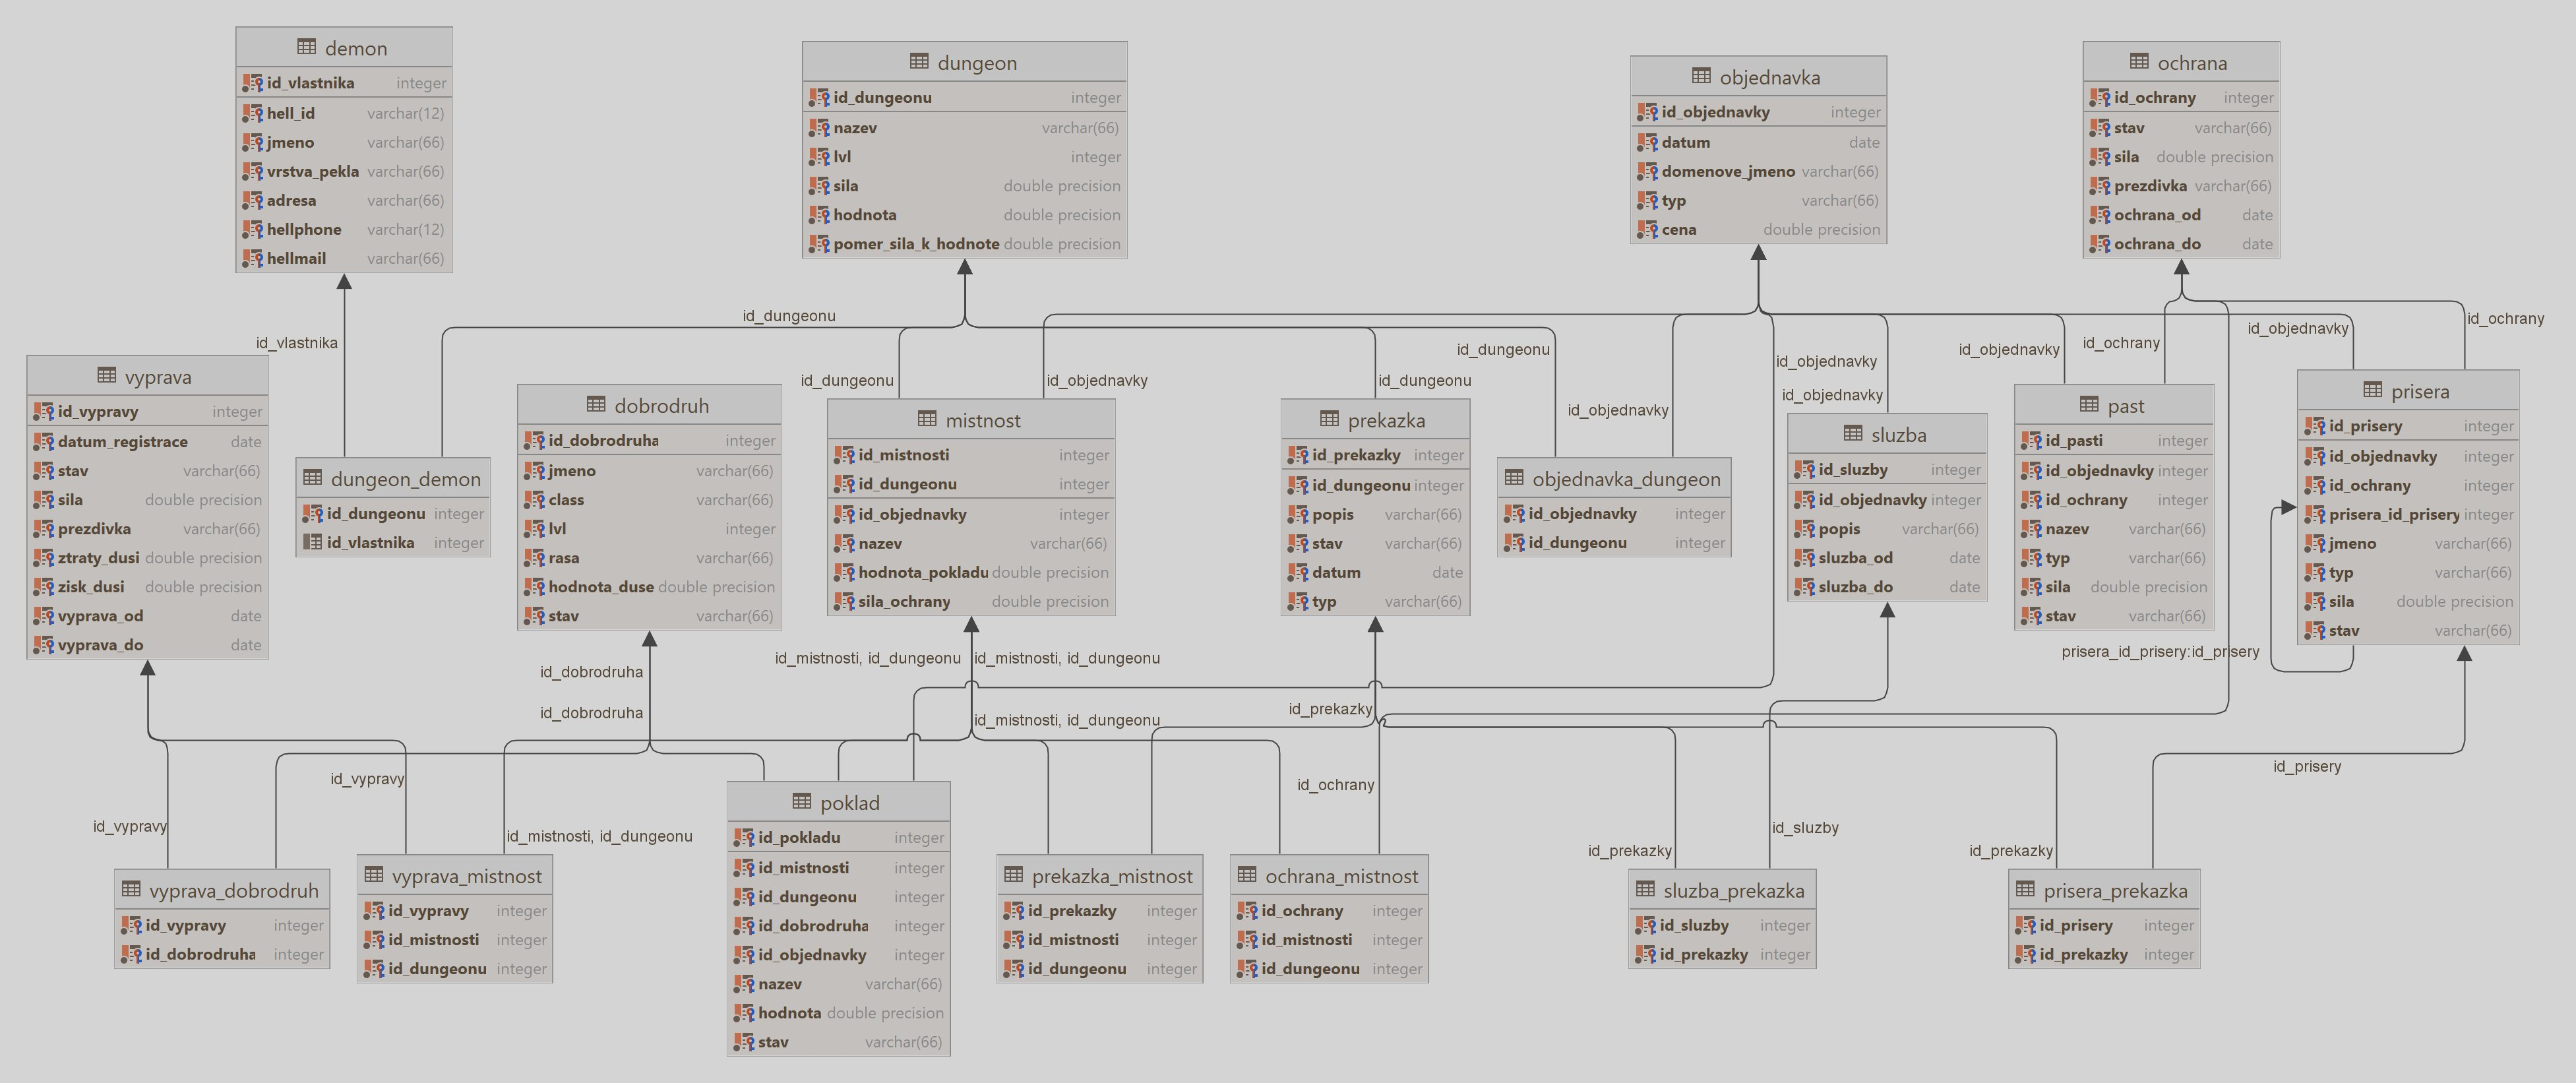 demon
id_vlastnika integer
hell_id varchar(12)
jmeno varchar(66)
vrstva_pekla varchar(66)
adresa varchar(66)
hellphone varchar(12)
hellmail varchar(66)
dungeon
id_dungeonu integer
nazev varchar(66)
lvl integer
sila double precision
hodnota double precision
pomer_sila_k_hodnote double precision
objednavka
id_objednavky integer
datum date
domenove_jmeno varchar(66)
typ varchar(66)
cena double precision
ochrana
id_ochrany integer
stav varchar(66)
sila double precision
prezdivka varchar(66)
ochrana_od date
ochrana_do date
id_dungeonu
id_vlastnika
id_dungeonu
id_objednavky
id_dungeonu
id_dungeonu
id_objednavky
id_objednavky
id_objednavky
id_objednavky
id_ochrany
id_objednavky
id_ochrany
vyprava
id_vypravy integer
datum_registrace date
stav varchar(66)
sila double precision
prezdivka varchar(66)
ztraty_dusi double precision
zisk_dusi double precision
vyprava_od date
vyprava_do date
dungeon_demon
id_dungeonu integer
id_vlastnika integer
dobrodruh
id_dobrodruha integer
jmeno varchar(66)
class varchar(66)
lvl integer
rasa varchar(66)
hodnota_duse double precision
stav varchar(66)
mistnost
id_mistnosti integer
id_dungeonu integer
id_objednavky integer
nazev varchar(66)
hodnota_pokladu double precision
sila_ochrany double precision
prekazka
id_prekazky integer
id_dungeonu integer
popis varchar(66)
stav varchar(66)
datum date
typ varchar(66)
objednavka_dungeon
id_objednavky integer
id_dungeonu integer
sluzba
id_sluzby integer
id_objednavky integer
popis varchar(66)
sluzba_od date
sluzba_do date
past
id_pasti integer
id_objednavky integer
id_ochrany integer
nazev varchar(66)
typ varchar(66)
sila double precision
stav varchar(66)
prisera
id_prisery integer
id_objednavky integer
id_ochrany integer
prisera_id_prisery integer
jmeno varchar(66)
typ varchar(66)
sila double precision
stav varchar(66)
prisera_id_prisery:id_prisery
id_dobrodruha
id_dobrodruha
id_mistnosti, id_dungeonu
id_mistnosti, id_dungeonu
id_mistnosti, id_dungeonu
id_prekazky
id_vypravy
id_vypravy
id_mistnosti, id_dungeonu
id_ochrany
id_prekazky
id_sluzby
id_prekazky
id_prisery
vyprava_dobrodruh
id_vypravy integer
id_dobrodruha integer
vyprava_mistnost
id_vypravy integer
id_mistnosti integer
id_dungeonu integer
poklad
id_pokladu integer
id_mistnosti integer
id_dungeonu integer
id_dobrodruha integer
id_objednavky integer
nazev varchar(66)
hodnota double precision
stav varchar(66)
prekazka_mistnost
id_prekazky integer
id_mistnosti integer
id_dungeonu integer
ochrana_mistnost
id_ochrany integer
id_mistnosti integer
id_dungeonu integer
sluzba_prekazka
id_sluzby integer
id_prekazky integer
prisera_prekazka
id_prisery integer
id_prekazky integer